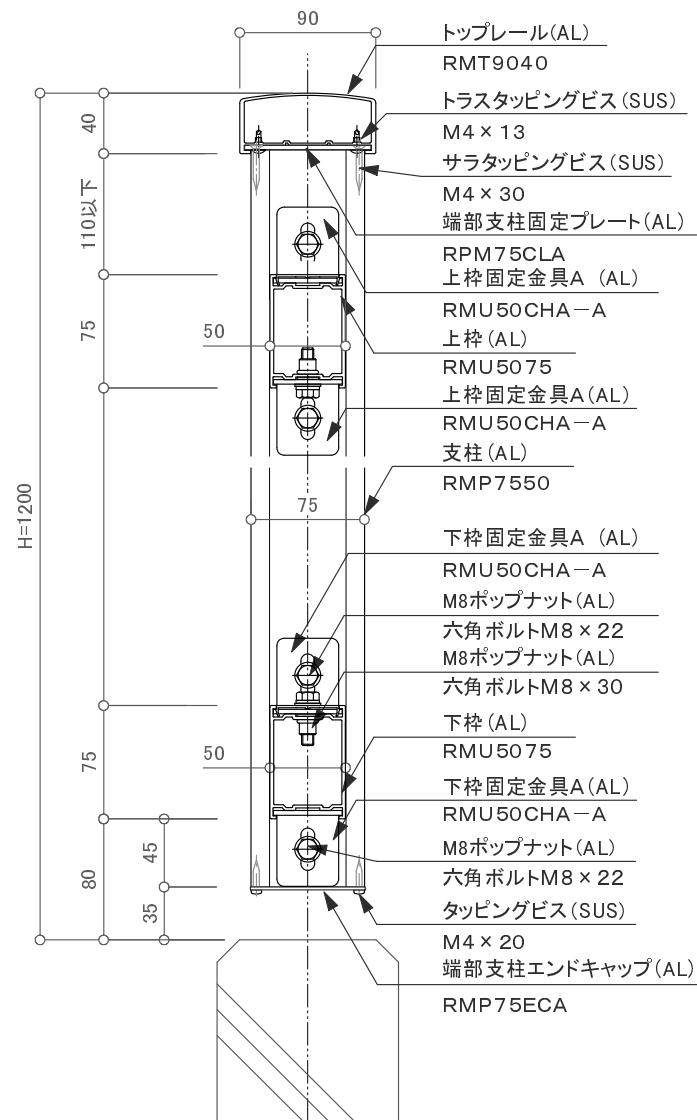 90
トップレール(AL)
RMT9040
トラスタッピングビス(SUS)
M4×13
40
サラタッピングビス(SUS)
M4×30
110以下
端部支柱固定プレート(AL)
RPM75CLA
上枠固定金具A (AL)
RMU50CHA－A
75
50
上枠(AL)
RMU5075
上枠固定金具A(AL)
RMU50CHA－A
支柱(AL)
RMP7550
H=1200
75
下枠固定金具A (AL)
RMU50CHA－A
M8ポップナット(AL)
六角ボルトM8×22
M8ポップナット(AL)
六角ボルトM8×30
下枠(AL)
RMU5075
75
50
下枠固定金具A(AL)
RMU50CHA－A
45
80
35
M8ポップナット(AL)
六角ボルトM8×22
タッピングビス(SUS)
M4×20
端部支柱エンドキャップ(AL)
RMP75ECA